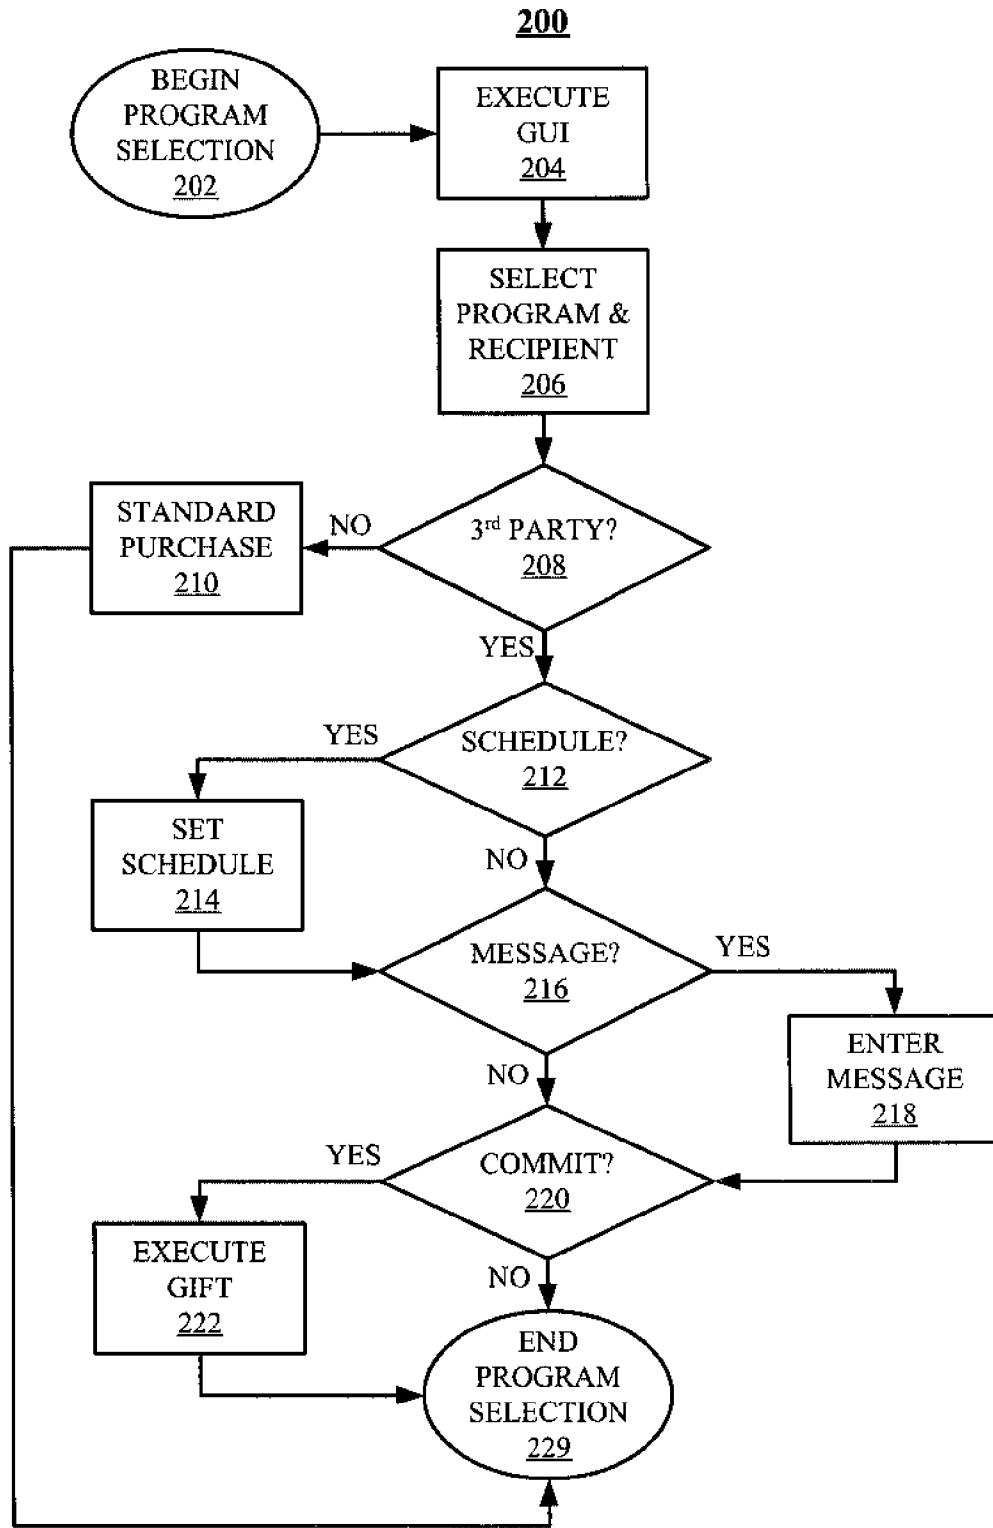 200
BEGIN
PROGRAM
SELECTION
202
EXECUTE
GUI
204
SELECT
PROGRAM &
RECIPIENT
206
3rd PARTY?
208
NO
STANDARD
PURCHASE
210
YES
SCHEDULE?
212
YES
SET
SCHEDULE
214
NO
MESSAGE?
216
YES
ENTER
MESSAGE
218
NO
COMMIT?
220
YES
EXECUTE
GIFT
222
NO
END
PROGRAM
SELECTION
229